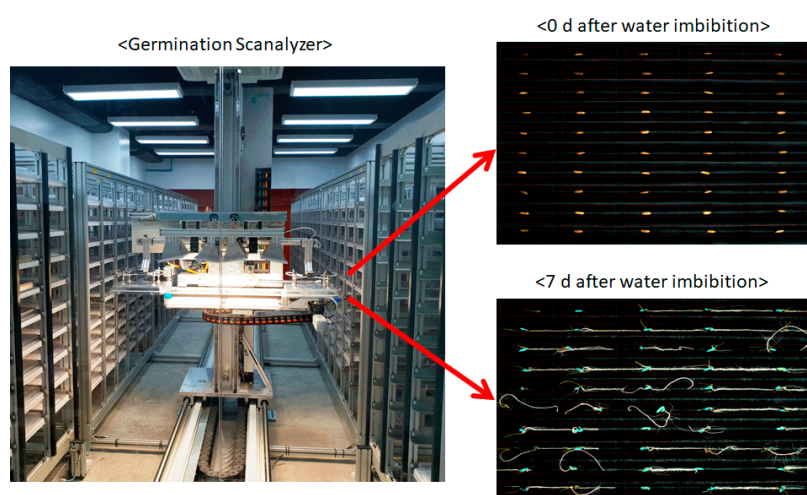 <Germination Scanalyzer>
<0 d after water imbibition>
<7 d after water imbibition>